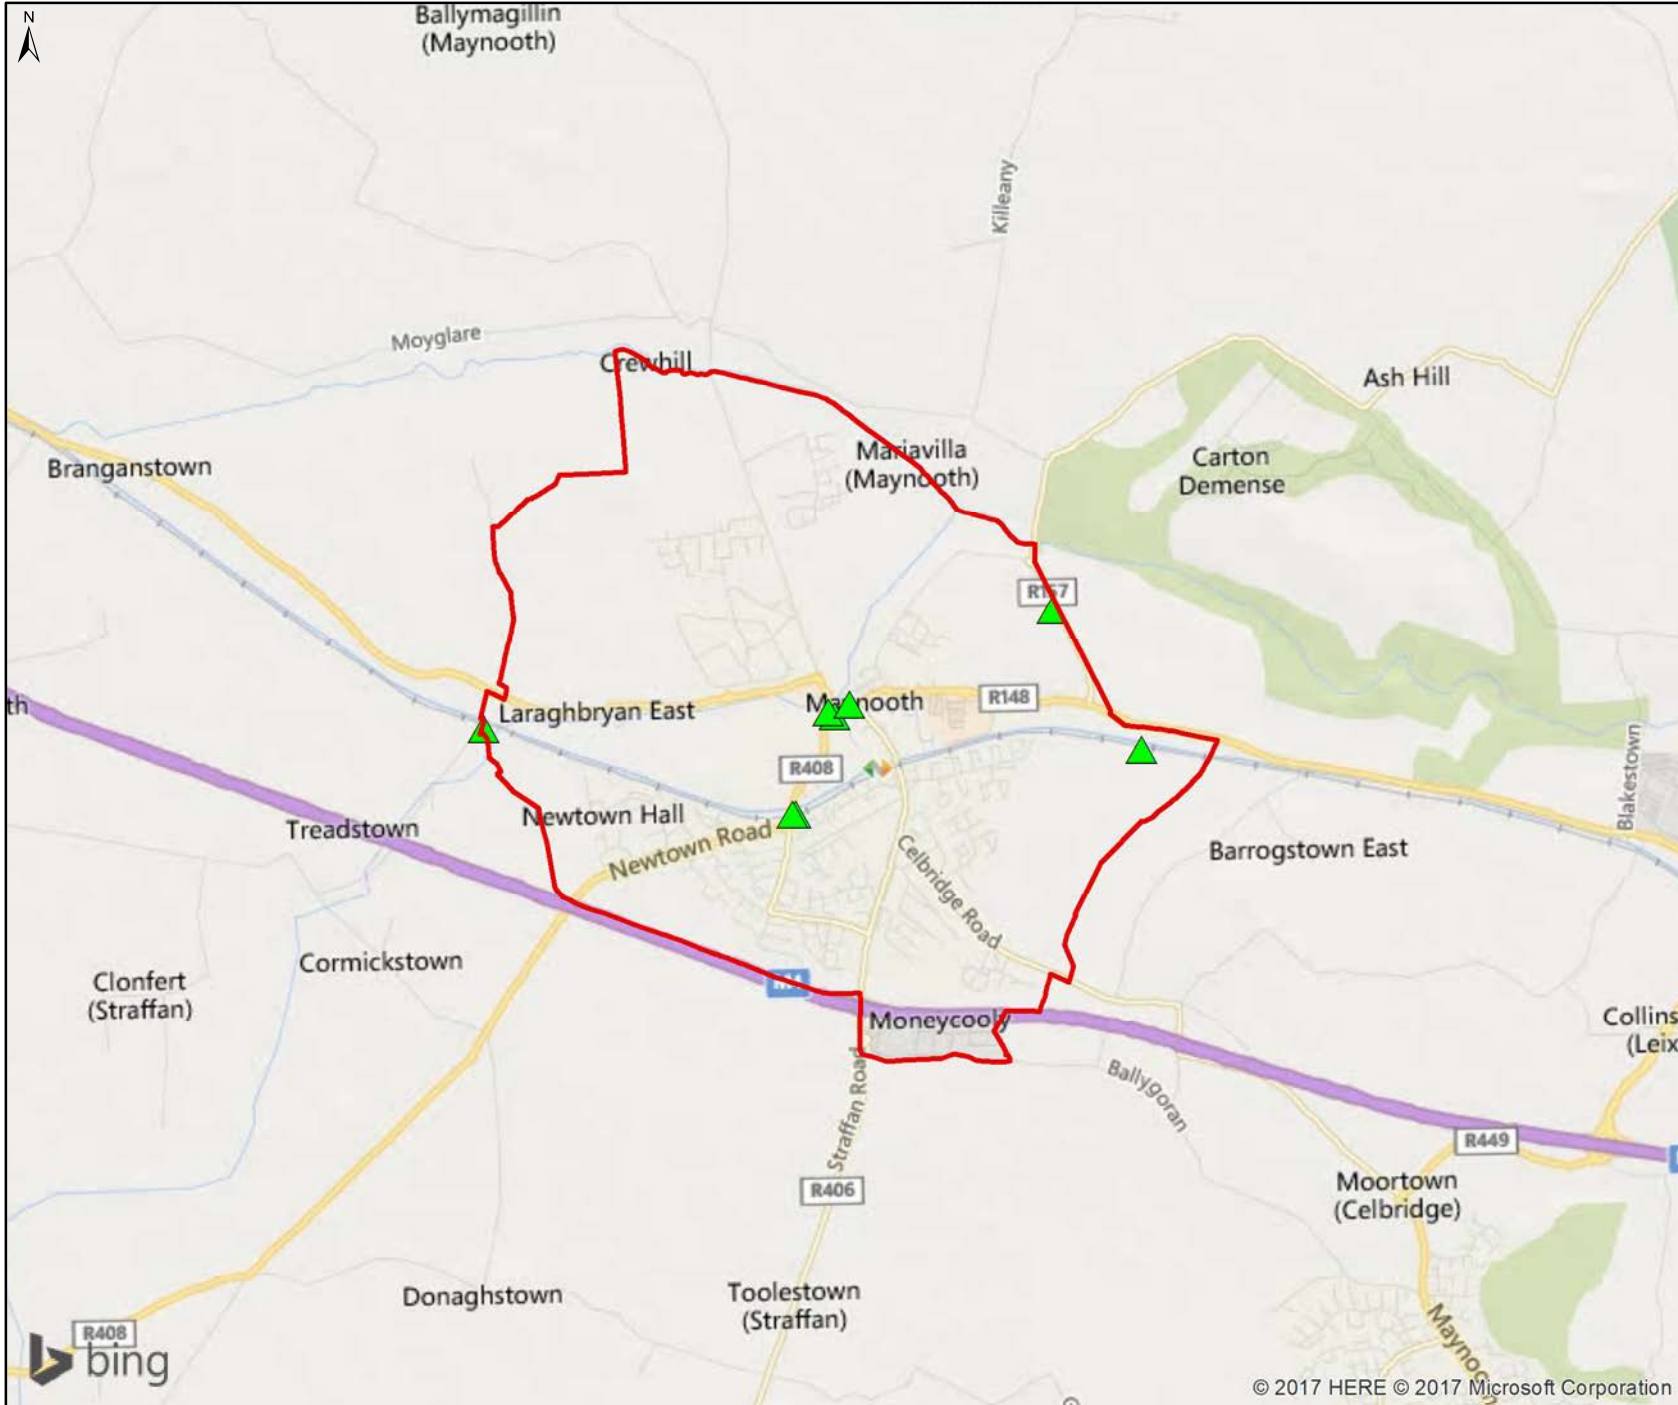 N
Ballymagillin
(Maynooth)
Killeany
Moyglare
Crewhill
Ash Hill
Mariavilla
(Maynooth)
Carton
Demense
Branganstown
R157
Laraghbryan East
Maynooth
R148
th
R408
Blakestown
Newtown Hall
Treadstown
Newtown Road
Celbridge Road
Barrogstown East
Cormickstown
Clonfert
(Straffan)
Moneycooly
Collins
(Leix
Ballygoran
Straffan Road
R449
R406
Moortown
(Celbridge)
Donaghstown
Toolestown
(Straffan)
R408
bing
© 2017 HERE © 2017 Microsoft Corporation